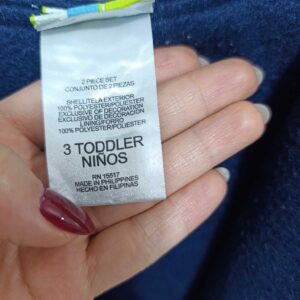 2 PIECE SET
CONJUNTO DE 2 PIEZAS
SHELL/TELA EXTERIOR
100% POLYESTER/POLIESTER
EXCLUSIVE OF DECORATION
EXCLUSIVO DE DECORACION
LINING/FORRO
100% POLYESTER/POLIESTER
3 TODDLER
NIÑOS
RN 15517
MADE IN PHILIPPINES
HECHO EN FILIPINAS